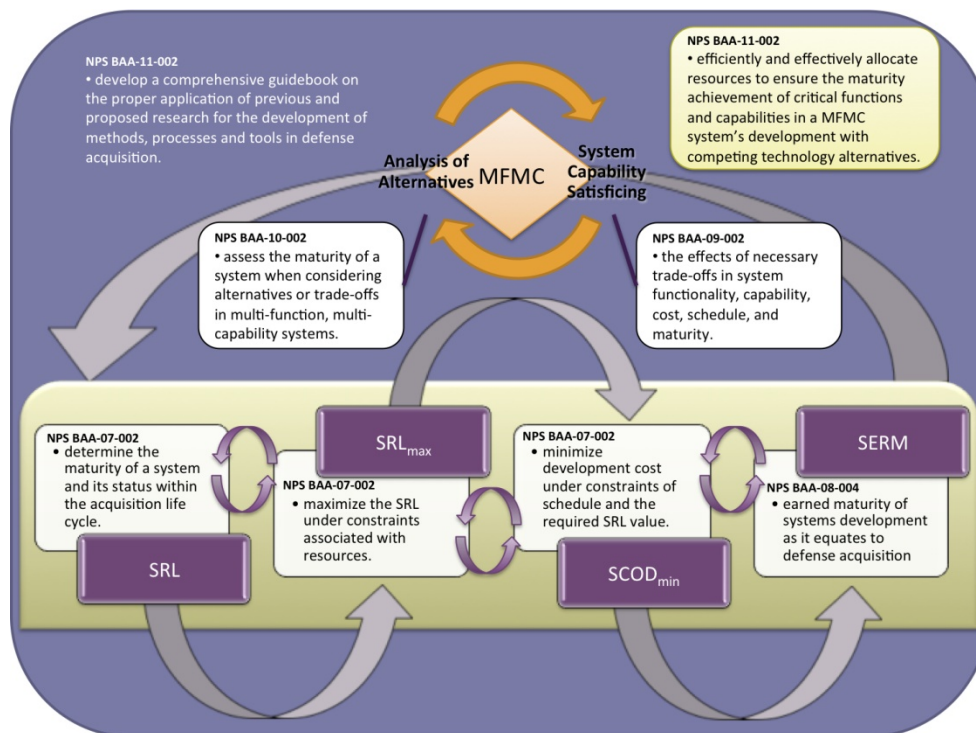 NPS BAA-11-002
• develop a comprehensive guidebook on
the proper application of previous and
proposed research for the development of
methods, processes and tools in defense
acquisition.
NPS BAA-11-002
• efficiently and effectively allocate
resources to ensure the maturity
achievement of critical functions
and capabilities in a MFMC
system's development with
competing technology alternatives.
Analysis of
Alternatives
MFMC
System
Capability
Satisficing
NPS BAA-10-002
• assess the maturity of a
system when considering
alternatives or trade-offs
in multi-function, multi-
capability systems.
NPS BAA-09-002
• the effects of necessary
trade-offs in system
functionality, capability,
cost, schedule, and
maturity.
NPS BAA-07-002
• determine the
maturity of a system
and its status within
the acquisition life
cycle.
SRL
SRLmax
NPS BAA-07-002
• maximize the SRL
under constraints
associated with
resources.
NPS BAA-07-002
• minimize
development cost
under constraints of
schedule and the
required SRL value.
SCODmin
SERM
NPS BAA-08-004
• earned maturity of
systems development
as it equates to
defense acquisition